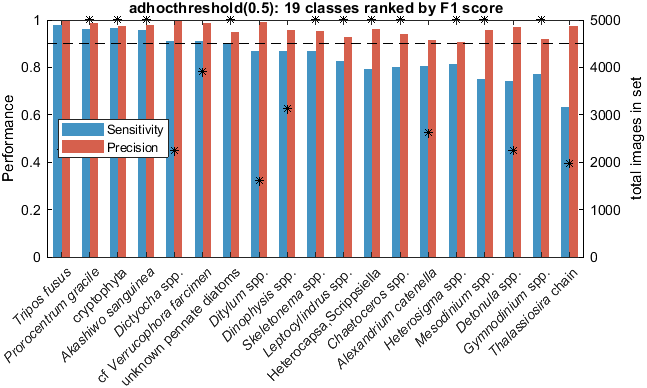 adhocthreshold(0.5): 19 classes ranked by F1 score
Performance
1
0.8
0.6
0.4
0.2
0
Sensitivity
Precision
5000
4000
3000
2000
1000
0
total images in set
Tripos fusus
Prorocentrum gracile
cryptophyta
Akashiwo sanguinea
Dictyocha spp.
cf Verrucophora farcimen
unknown pennate diatoms
Ditylum spp.
Dinophysis spp.
Skeletonema spp.
Leptocylindrus spp.
Heterocapsa,Scrippsiella
Chaetoceros spp.
Alexandrium catenella
Heterosigma spp.
Mesodinium spp.
Detonula spp.
Gymnodinium spp.
Thalassiosira chain